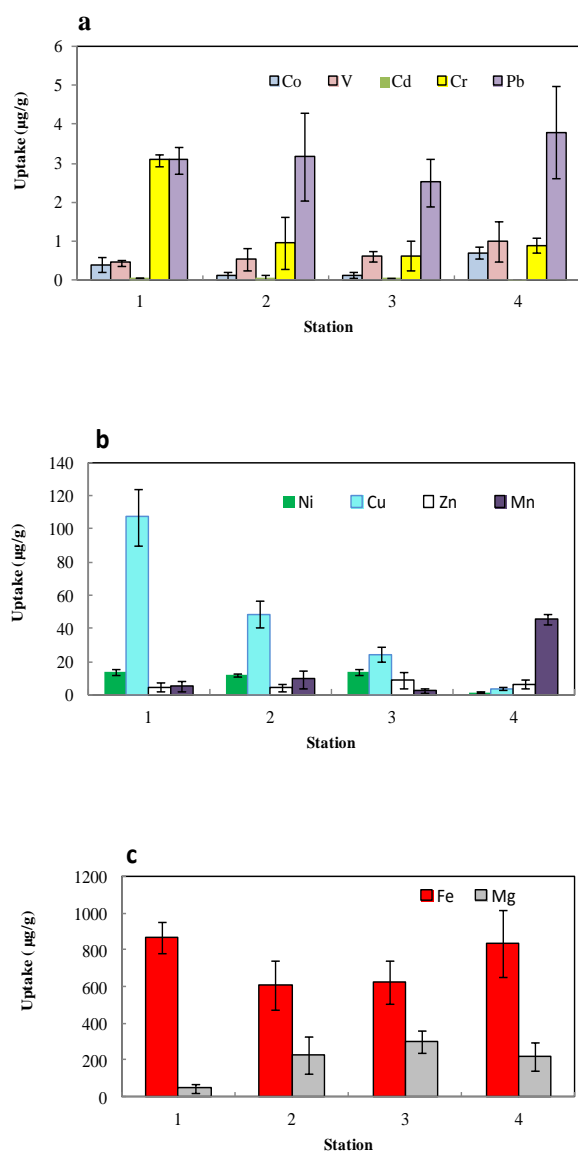 a
6
5
4
3
2
1
0
Uptake (µg/g)
Co V Cd Cr Pb
1 2 3 4
Station
b
140
120
100
80
60
40
20
0
Uptake (µg/g)
Ni Cu Zn Mn
1 2 3 4
Station
c
1200
1000
800
600
400
200
0
Uptake ( µg/g)
Fe Mg
1 2 3 4
Station